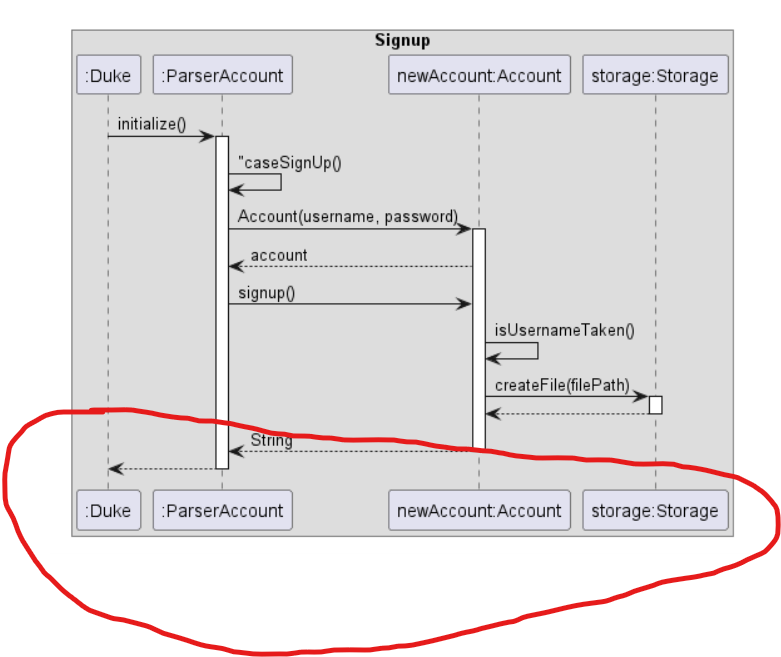 Signup
:Duke :ParserAccount newAccount:Account storage:Storage
initialize()
"caseSignUp()
Account(username, password)
account
signup()
isUsernameTaken()
createFile(filePath)
String
:Duke :ParserAccount newAccount:Account storage:Storage